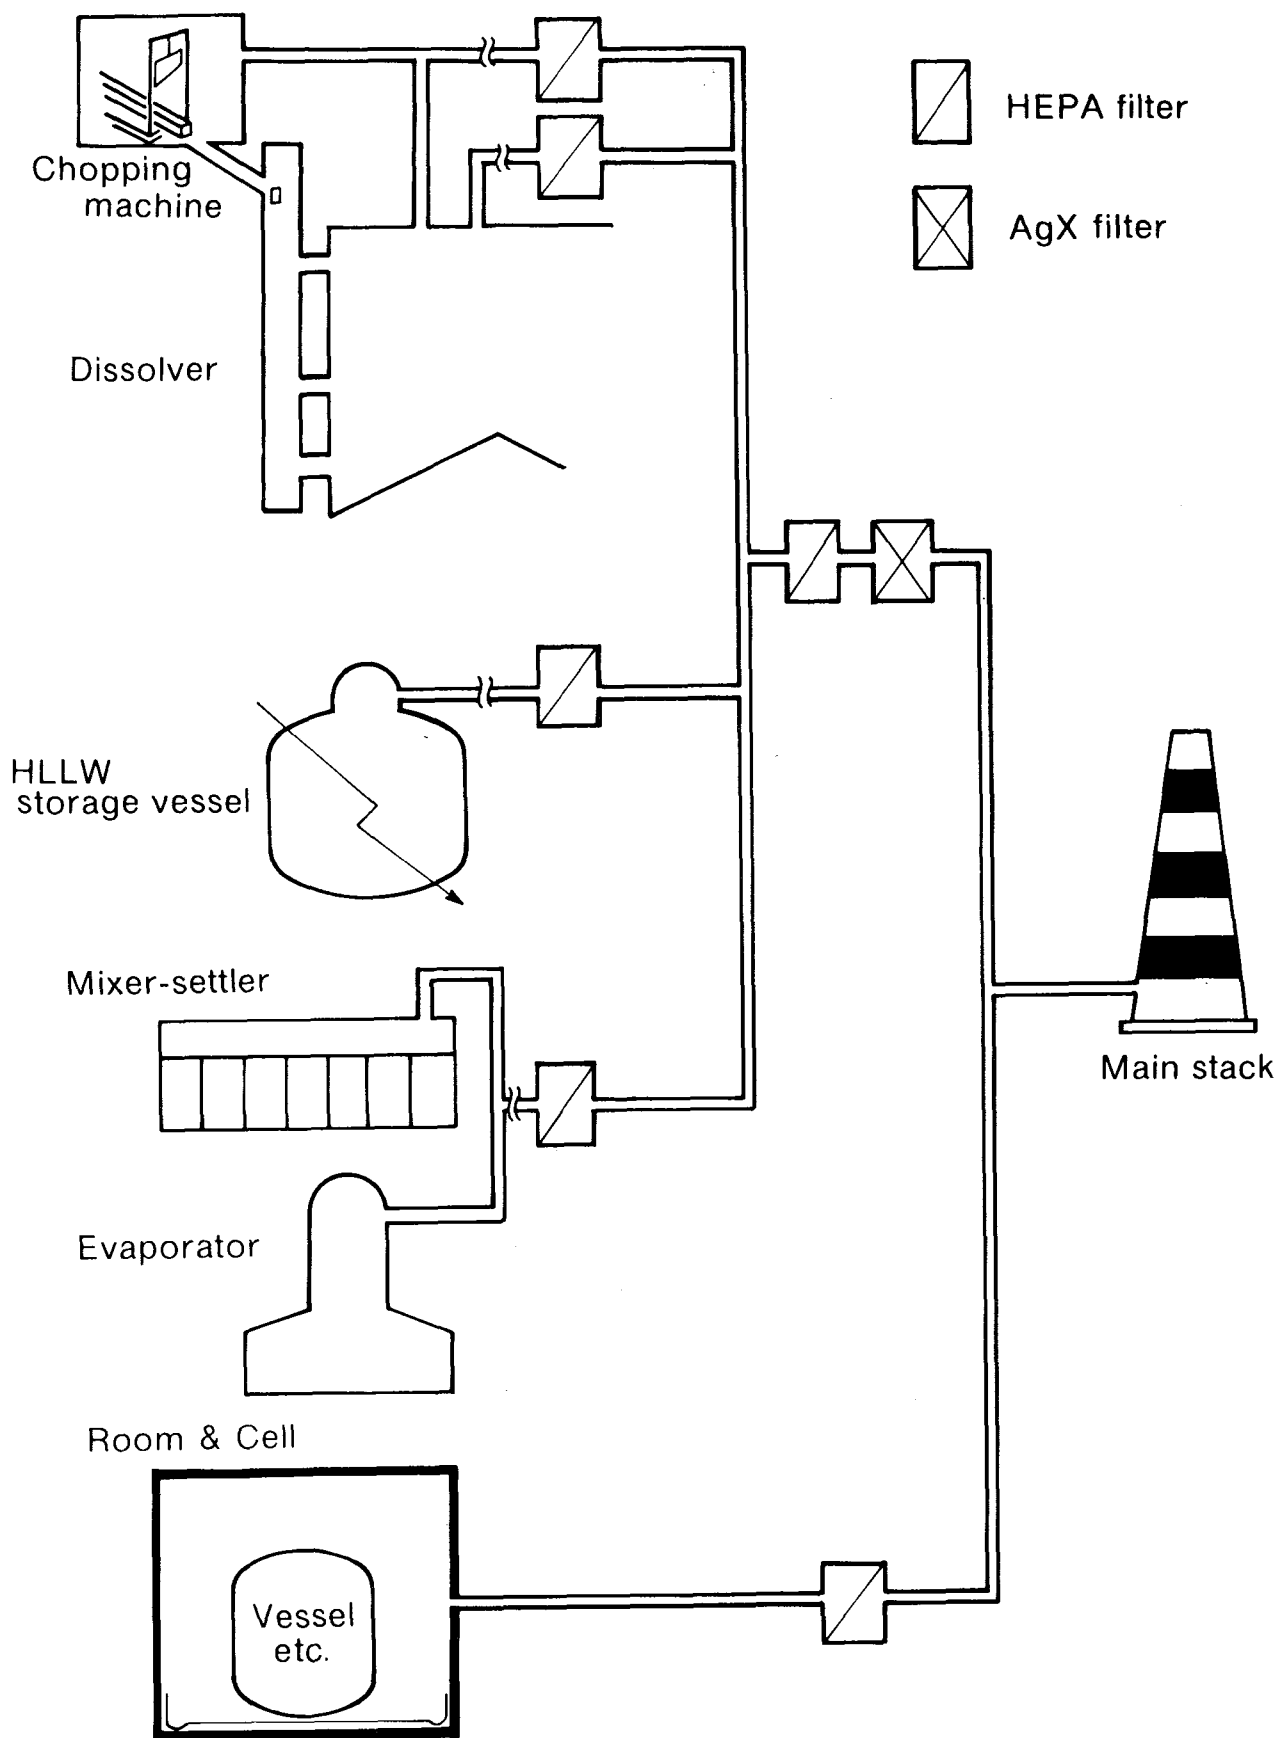 HEPA filter
Chopping
machine
AgX filter
Dissolver
HLLW
storage vessel
Mixer-settler
Main stack
Evaporator
Room & Cell
Vessel
etc.